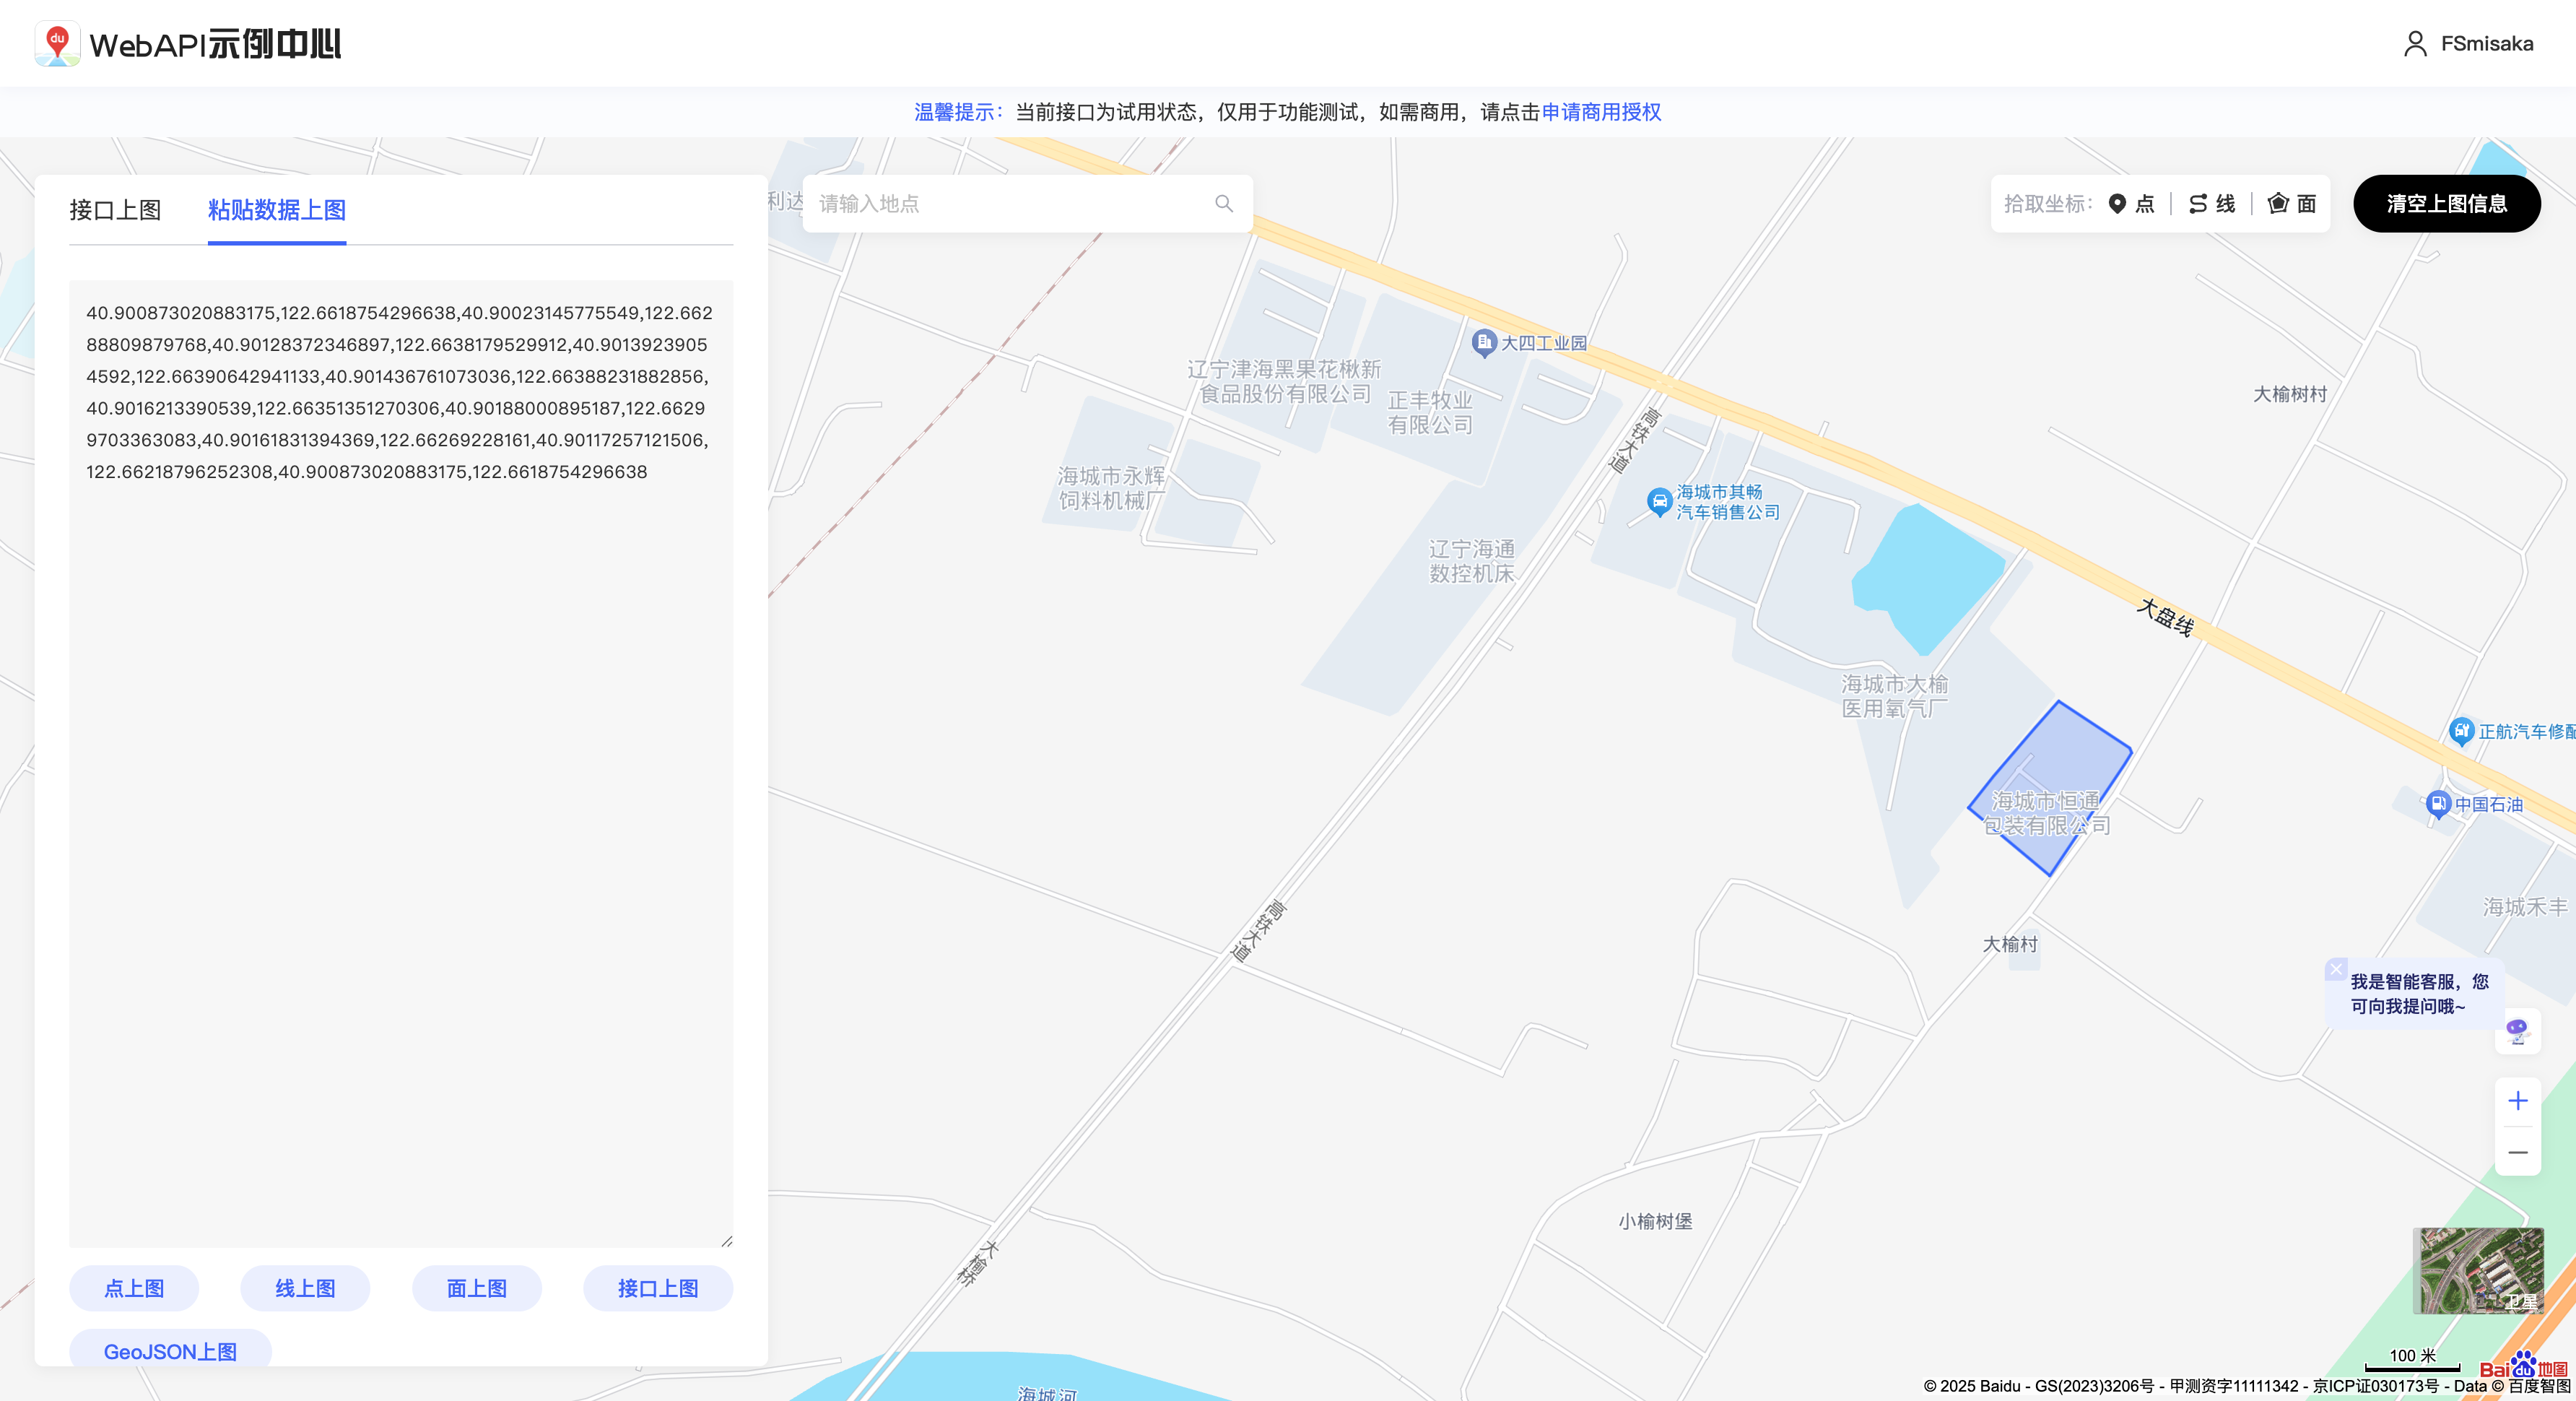 du
WebAPI示例中心
FSmisaka
温馨提示：当前接口为试用状态，仅用于功能测试，如需商用，请点击申请商用授权
接口上图
粘贴数据上图
40.900873020883175,122.6618754296638,40.90023145775549,122.662
88809879768,40.90128372346897,122.6638179529912,40.9013923905
4592,122.66390642941133,40.901436761073036,122.66388231882856,
40.9016213390539,122.66351351270306,40.90188000895187,122.6629
9703363083,40.90161831394369,122.66269228161,40.90117257121506,
122.66218796252308,40.900873020883175,122.6618754296638
点上图
线上图
面上图
接口上图
GeoJSON上图
利达
请输入地点
拾取坐标：
点
线
面
清空上图信息
大四工业园
辽宁津海黑果花楸新
食品股份有限公司
正丰牧业
有限公司
大榆树村
高铁大道
海城市永辉
饲料机械厂
海城市其畅
汽车销售公司
辽宁海通
数控机床
大盘线
海城市大榆
医用氧气厂
正航汽车修配
海城市恒通
包装有限公司
中国石油
海城禾丰
高铁大道
大榆村
我是智能客服，您
可向我提问哦~
小榆树堡
大榆桥
卫星
100 米
Bai du 地图
海城河
© 2025 Baidu - GS(2023)3206号 - 甲测资字11111342 - 京ICP证030173号 - Data © 百度智图